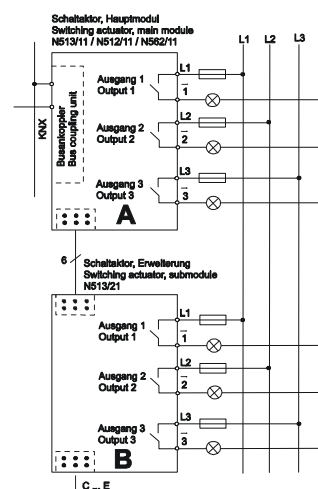 Schaltaktor, Hauptmodul
Switching actuator, main module
N513/11 / N512/11 / N562/11
L1 L2 L3
KNX
Busankoppler
Bus coupling unit
Ausgang 1
Output 1
L1
1
Ausgang 2
Output 2
L2
2
Ausgang 3
Output 3
L3
3
A
6
Schaltaktor, Erweiterung
Switching actuator, submodule
N513/21
Ausgang 1
Output 1
L1
1
Ausgang 2
Output 2
L2
2
Ausgang 3
Output 3
L3
3
B
C ... E